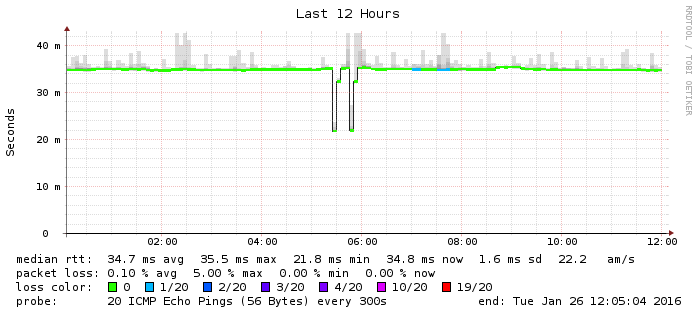 Last 12 Hours
RRDTOOL / TOBI OETIKER
Seconds
40 m
30 m
20 m
10 m
0
02:00 04:00 06:00 08:00 10:00 12:00
median rtt: 34.7 ms avg 35.5 ms max 21.8 ms min 34.8 ms now 1.6 ms sd 22.2 am/s
packet loss: 0.10 % avg 5.00 % max 0.00 % min 0.00 % now
loss color: 0 1/20 2/20 3/20 4/20 10/20 19/20
probe: 20 ICMP Echo Pings (56 Bytes) every 300s end: Tue Jan 26 12:05:04 2016